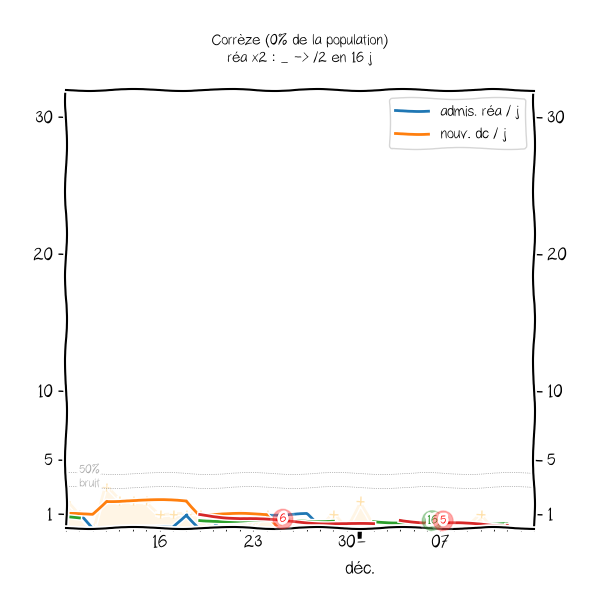 Corrèze (0% de la population)
réa x2 : _ -> /2 en 16 j
admis. réa / j
nouv. dc / j
30 30
20 20
10 10
5 5
50%
bruit
1 1
6 16 5
16 23 30 07
déc.